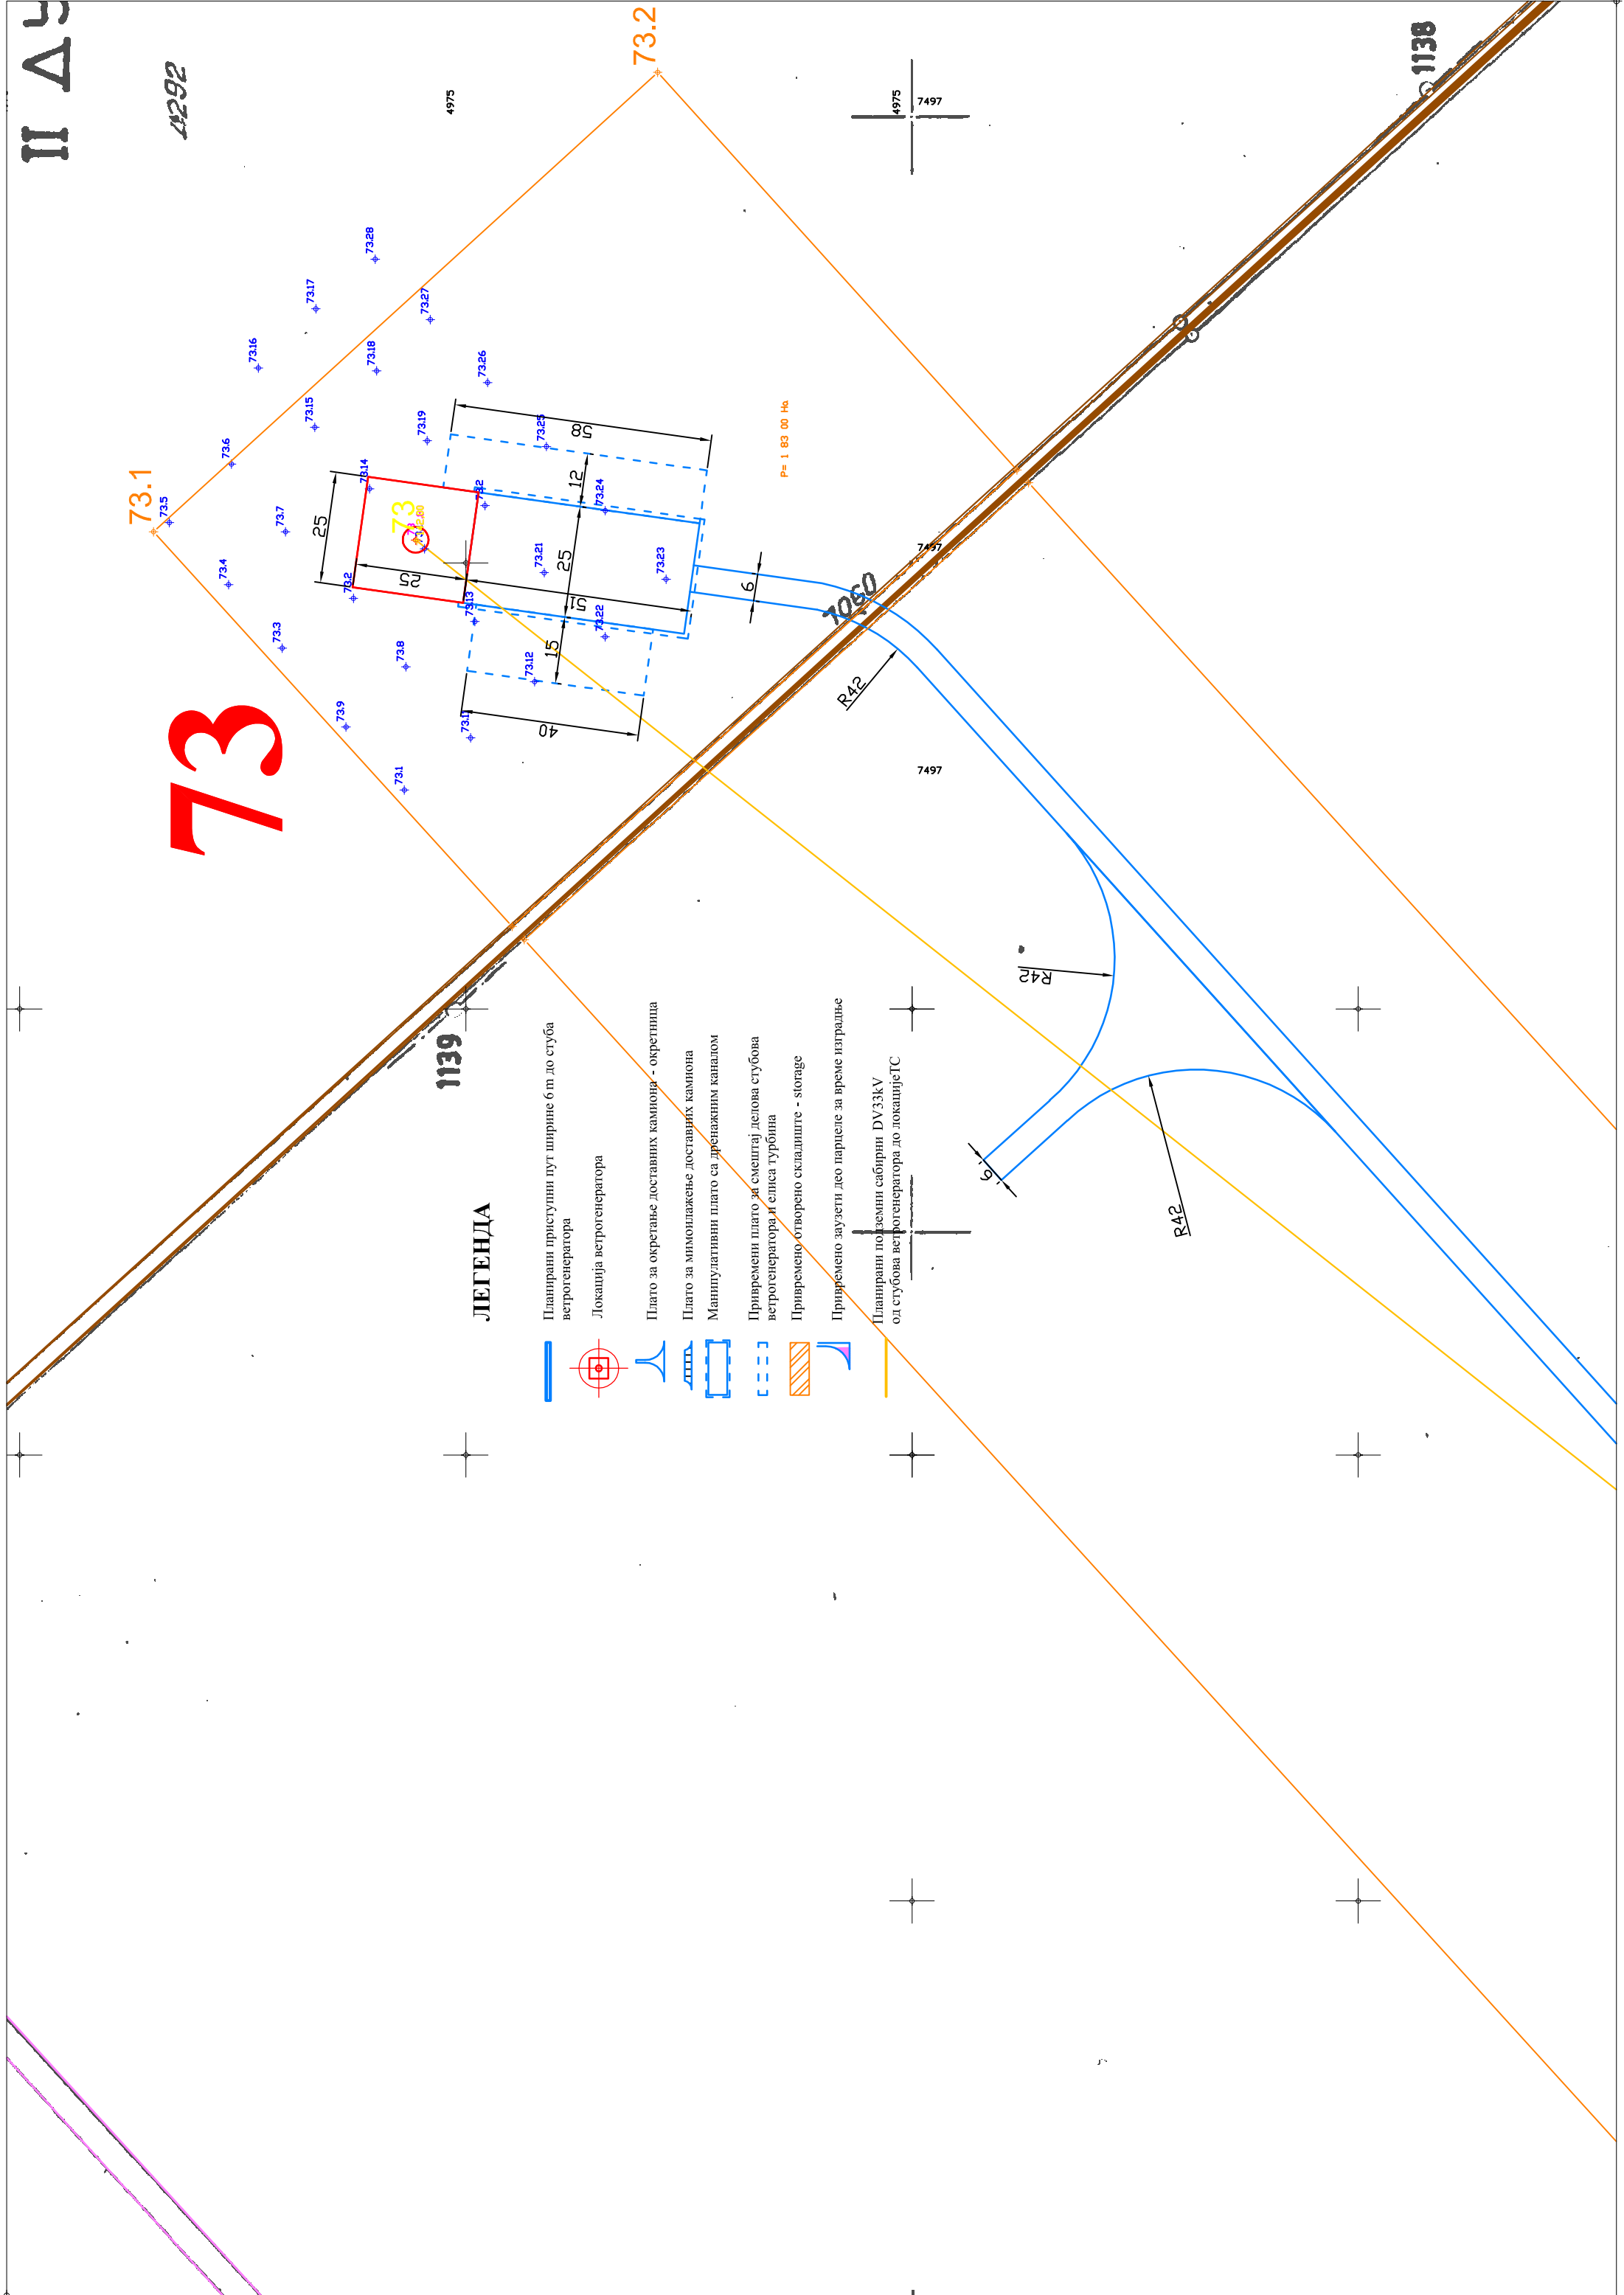 II
4292
73.1
73.2
73
4975
4975
7497
7497
7497
1138
1139
7060
P= 1 83 00 Ha
73.5
73.6
73.4
73.7
73.3
73.16
73.17
73.28
73.15
73.18
73.27
73.26
73.19
73.14
73.2
73.8
73.9
73.1
73.13
73.12
73.21
73.22
73.23
73.24
73.25
73
25
25
58
12
25
51
15
40
6
R42
R42
R42
6
ЛЕГЕНДА
Планирани приступни пут ширине 6 m до стуба
ветрогенератора
Локација ветрогенератора
Плато за окретање доставних камиона - окретница
Плато за мимоилажење доставних камиона
Манипулативни плато са дренажним каналом
Привремени плато за смештај делова стубова
ветрогенератора и елиса турбина
Привремено отворено складиште - storage
Привремено заузети део парцеле за време изградње
Планирани подземни сабирни DV33kV
од стубова ветрогенератора до локацијеТС